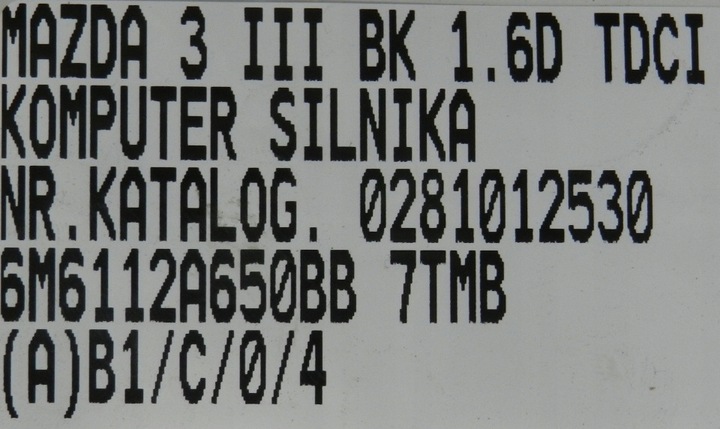 MAZDA 3 III BK 1.6D TDCI
KOMPUTER SILNIKA
NR.KATALOG. 0281012530
6M6112A650BB 7TMB
(A)B1/C/0/4